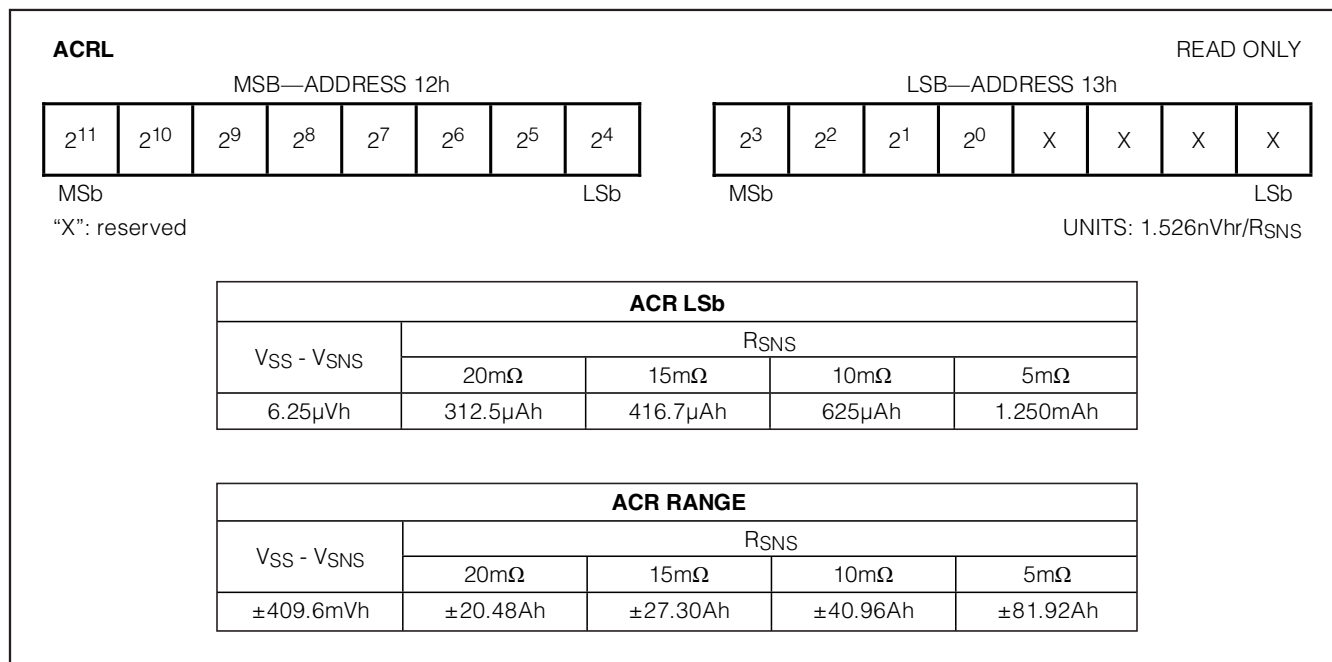 ACRL READ ONLY
MSB—ADDRESS 12h LSB—ADDRESS 13h
2¹¹ 2¹⁰ 2⁹ 2⁸ 2⁷ 2⁶ 2⁵ 2⁴ 2³ 2² 2¹ 2⁰ X X X X
MSb LSb MSb LSb
“X”: reserved UNITS: 1.526nVhr/RSNS
ACR LSb
VSS - VSNS RSNS
20mΩ 15mΩ 10mΩ 5mΩ
6.25µVh 312.5µAh 416.7µAh 625µAh 1.250mAh
ACR RANGE
VSS - VSNS RSNS
20mΩ 15mΩ 10mΩ 5mΩ
±409.6mVh ±20.48Ah ±27.30Ah ±40.96Ah ±81.92Ah